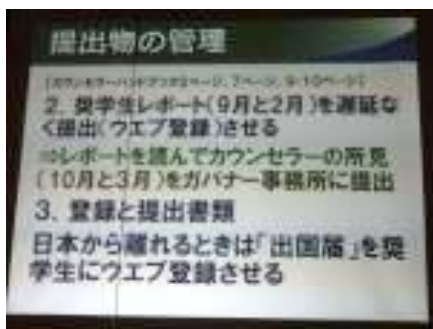 提出物の管理
(カウンセラーハンドブック2ページ、7ページ、9-10ページ)
2. 奨学生レポート(9月と2月)を遅延な
く提出(ウエブ登録)させる
⇒レポートを読んでカウンセラーの所見
(10月と3月)をガバナー事務所に提出
3. 登録と提出書類
日本から離れるときは「出国届」を奨
学生にウエブ登録させる